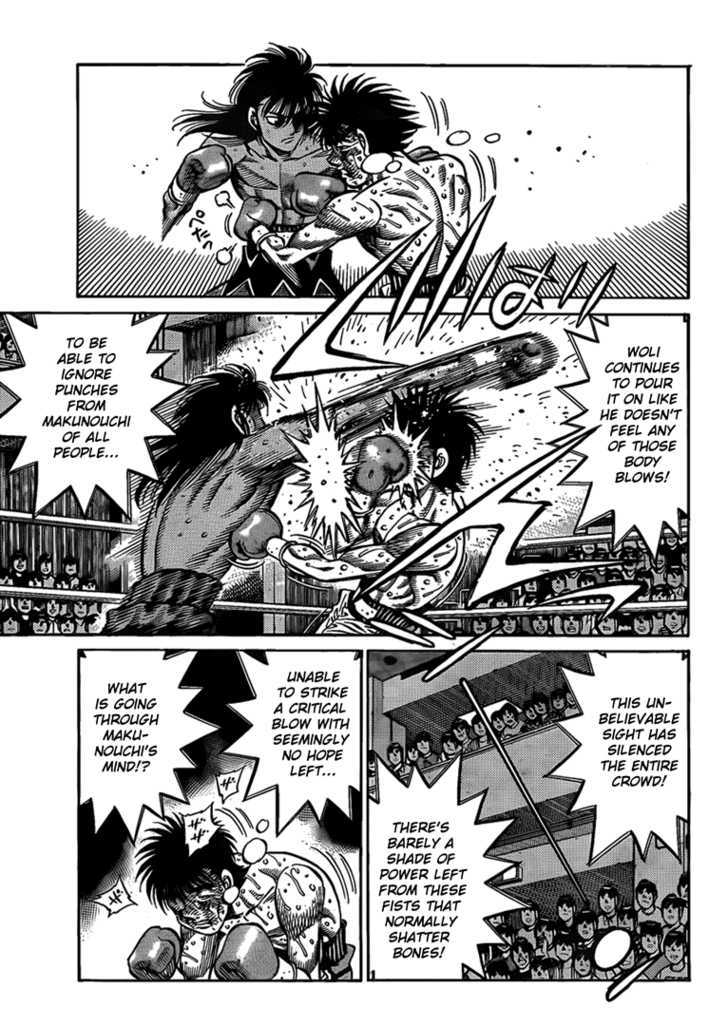 ペ
たっ
WOLI
CONTINUES
TO POUR
IT ON LIKE
HE DOESN'T
FEEL ANY
OF THOSE
BODY
BLOWS!
TO BE
ABLE TO
IGNORE
PUNCHES
FROM
MAKUNOUCHI
OF ALL
PEOPLE...
THIS UN-
BELIEVABLE
SIGHT HAS
SILENCED
THE ENTIRE
CROWD!
THERE'S
BARELY A
SHADE OF
POWER LEFT
FROM THESE
FISTS THAT
NORMALLY
SHATTER
BONES!
UNABLE
TO STRIKE
A CRITICAL
BLOW WITH
SEEMINGLY
NO HOPE
LEFT...
WHAT
IS GOING
THROUGH
MAKU-
NOUCHI'S
MIND!?